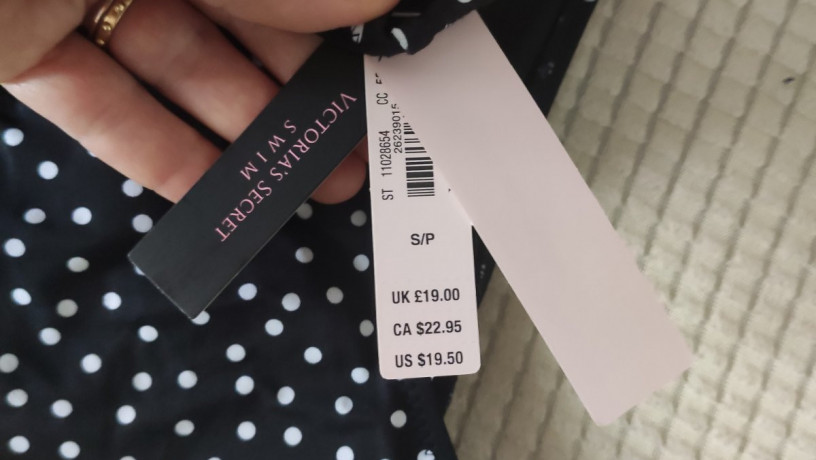 VICTORIA'S SECRET
SWIM
ST 11028654 CC
26239015
S/P
UK £19.00
CA $22.95
US $19.50